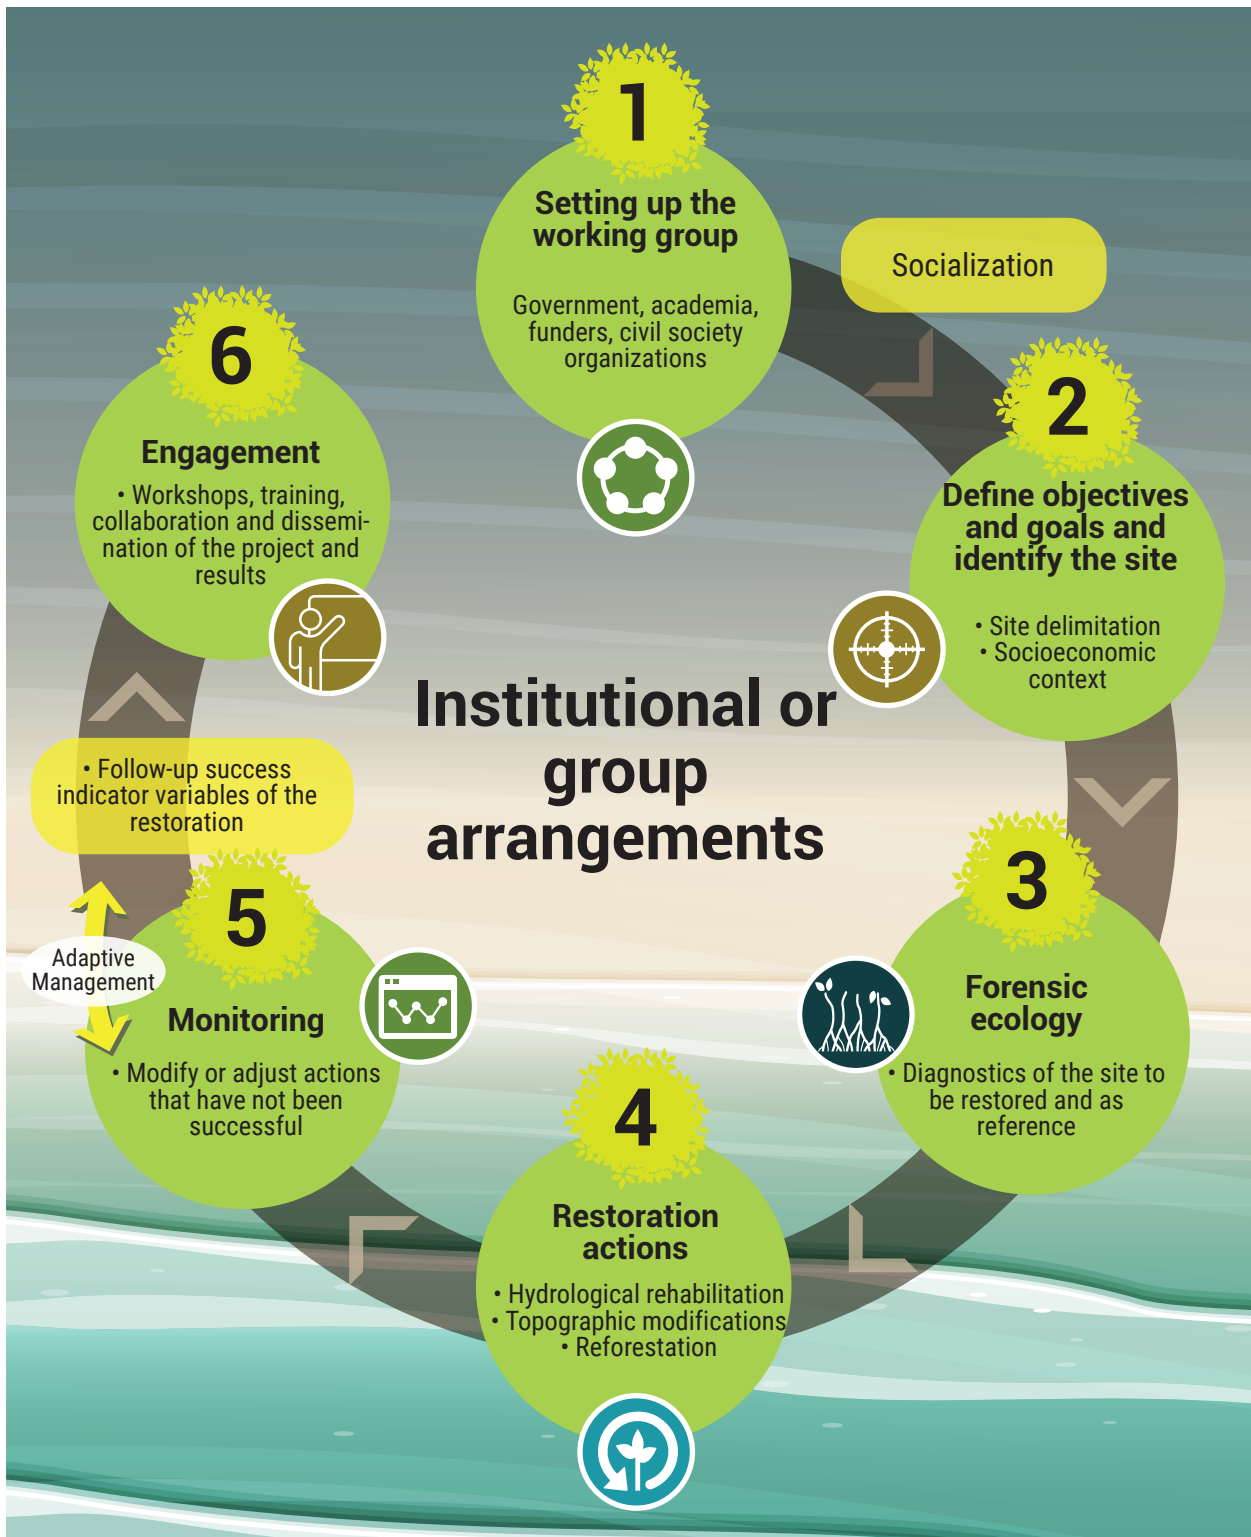 1
Setting up the
working group
Government, academia,
funders, civil society
organizations
Socialization
2
Define objectives
and goals and
identify the site
• Site delimitation
• Socioeconomic
context
3
Forensic
ecology
• Diagnostics of the site to
be restored and as
reference
4
Restoration
actions
• Hydrological rehabilitation
• Topographic modifications
• Reforestation
5
Monitoring
• Modify or adjust actions
that have not been
successful
Adaptive
Management
• Follow-up success
indicator variables of the
restoration
6
Engagement
• Workshops, training,
collaboration and dissemi-
nation of the project and
results
Institutional or
group
arrangements